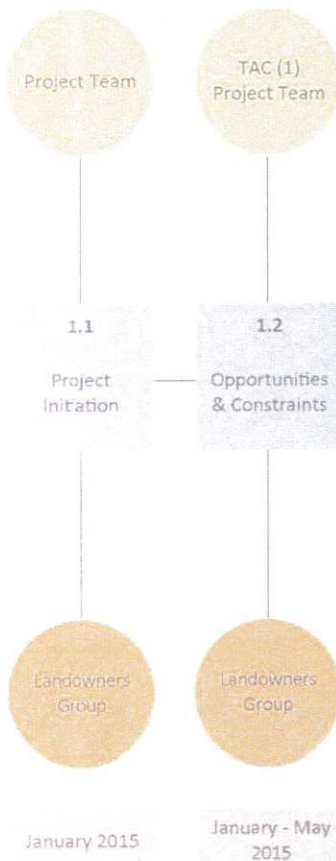 Project Team
TAC (1)
Project Team
1.1
Project
Initiation
1.2
Opportunities
& Constraints
Landowners
Group
Landowners
Group
January 2015
January - May
2015